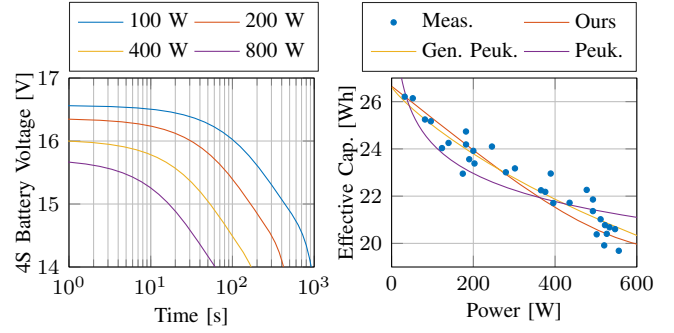 100 W 200 W
400 W 800 W
17
16
15
14
4S Battery Voltage [V]
10^0 10^1 10^2 10^3
Time [s]
Meas. Ours
Gen. Peuk. Peuk.
26
24
22
20
Effective Cap. [Wh]
0 200 400 600
Power [W]